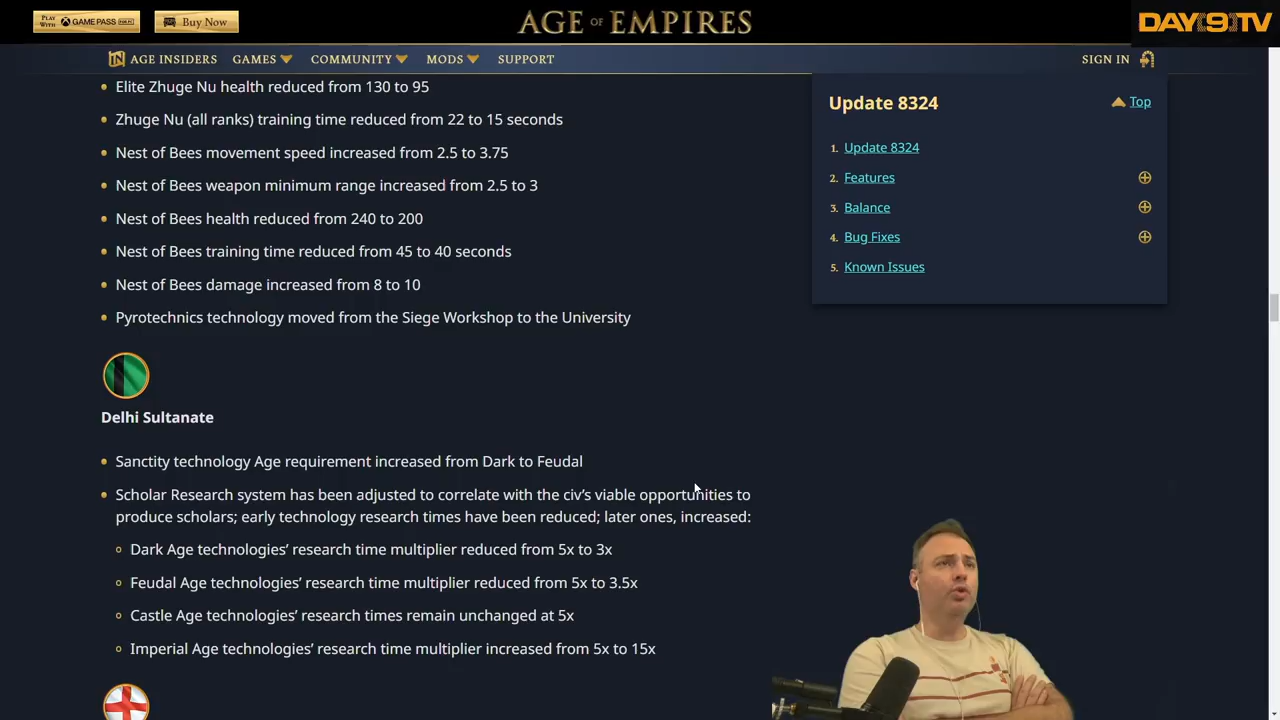 PLAY WITH XBOX GAME PASS FOR PC
Buy Now
AGE OF EMPIRES
DAY[9]TV
AGE INSIDERS GAMES COMMUNITY MODS SUPPORT SIGN IN
Elite Zhuge Nu health reduced from 130 to 95
Zhuge Nu (all ranks) training time reduced from 22 to 15 seconds
Nest of Bees movement speed increased from 2.5 to 3.75
Nest of Bees weapon minimum range increased from 2.5 to 3
Nest of Bees health reduced from 240 to 200
Nest of Bees training time reduced from 45 to 40 seconds
Nest of Bees damage increased from 8 to 10
Pyrotechnics technology moved from the Siege Workshop to the University
Delhi Sultanate
Sanctity technology Age requirement increased from Dark to Feudal
Scholar Research system has been adjusted to correlate with the civ’s viable opportunities to
produce scholars; early technology research times have been reduced; later ones, increased:
Dark Age technologies’ research time multiplier reduced from 5x to 3x
Feudal Age technologies’ research time multiplier reduced from 5x to 3.5x
Castle Age technologies’ research times remain unchanged at 5x
Imperial Age technologies’ research time multiplier increased from 5x to 15x
Update 8324
Top
1. Update 8324
2. Features
3. Balance
4. Bug Fixes
5. Known Issues